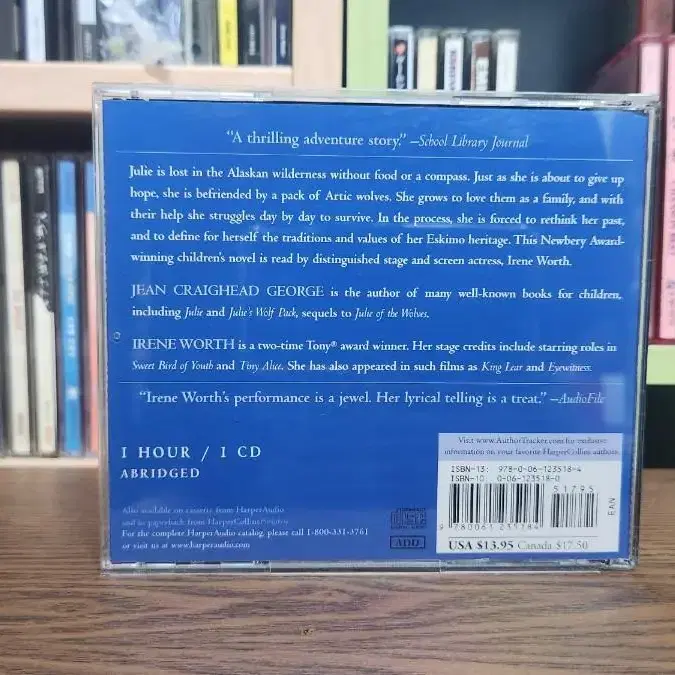 “A thrilling adventure story.” —School Library Journal
Julie is lost in the Alaskan wilderness without food or a compass. Just as she is about to give up
hope, she is befriended by a pack of Artic wolves. She grows to love them as a family, and with
their help she struggles day by day to survive. In the process, she is forced to rethink her past,
and to define for herself the traditions and values of her Eskimo heritage. This Newbery Award-
winning children's novel is read by distinguished stage and screen actress, Irene Worth.
JEAN CRAIGHEAD GEORGE is the author of many well-known books for children,
including Julie and Julie's Wolf Pack, sequels to Julie of the Wolves.
IRENE WORTH is a two-time Tony® award winner. Her stage credits include starring roles in
Sweet Bird of Youth and Tiny Alice. She has also appeared in such films as King Lear and Eyewitness.
“Irene Worth's performance is a jewel. Her lyrical telling is a treat.” —AudioFile
1 HOUR / 1 CD
ABRIDGED
Also available on cassette from HarperAudio
and in paperback from HarperCollins
For the complete HarperAudio catalog, please call 1-800-331-3761
or visit us at www.harperaudio.com
COMPACT
disc
DIGITAL AUDIO
ADD
Visit www.AuthorTracker.com for exclusive
information on your favorite HarperCollins authors.
ISBN-13: 978-0-06-123518-4
ISBN-10: 0-06-123518-0
51795
EAN
9 780061 235184
USA $13.95 Canada $17.50